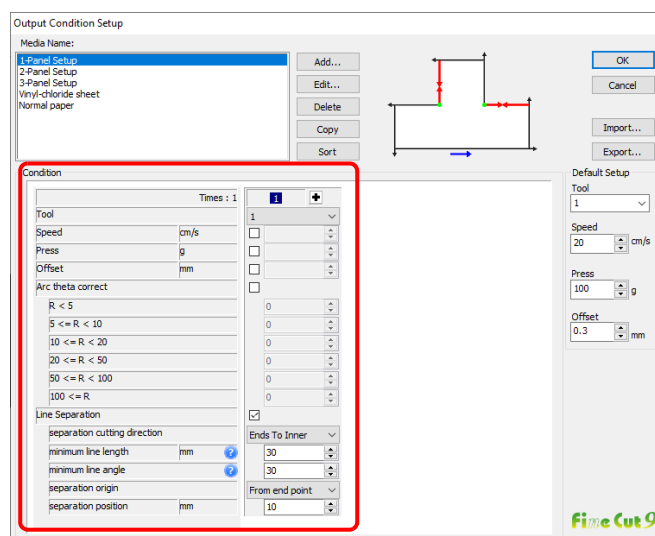 Output Condition Setup
Media Name:
1-Panel Setup
2-Panel Setup
3-Panel Setup
Vinyl-chloride sheet
Normal paper
Add...
Edit...
Delete
Copy
Sort
OK
Cancel
Import...
Export...
Condition
Times : 1
1
Tool
1
Speed cm/s
Press g
Offset mm
Arc theta correct
R < 5 0
5 <= R < 10 0
10 <= R < 20 0
20 <= R < 50 0
50 <= R < 100 0
100 <= R 0
Line Separation
separation cutting direction Ends To Inner
minimum line length mm ? 30
minimum line angle ? 30
separation origin From end point
separation position mm 10
Default Setup
Tool
1
Speed
20 cm/s
Press
100 g
Offset
0.3 mm
Fine Cut 9